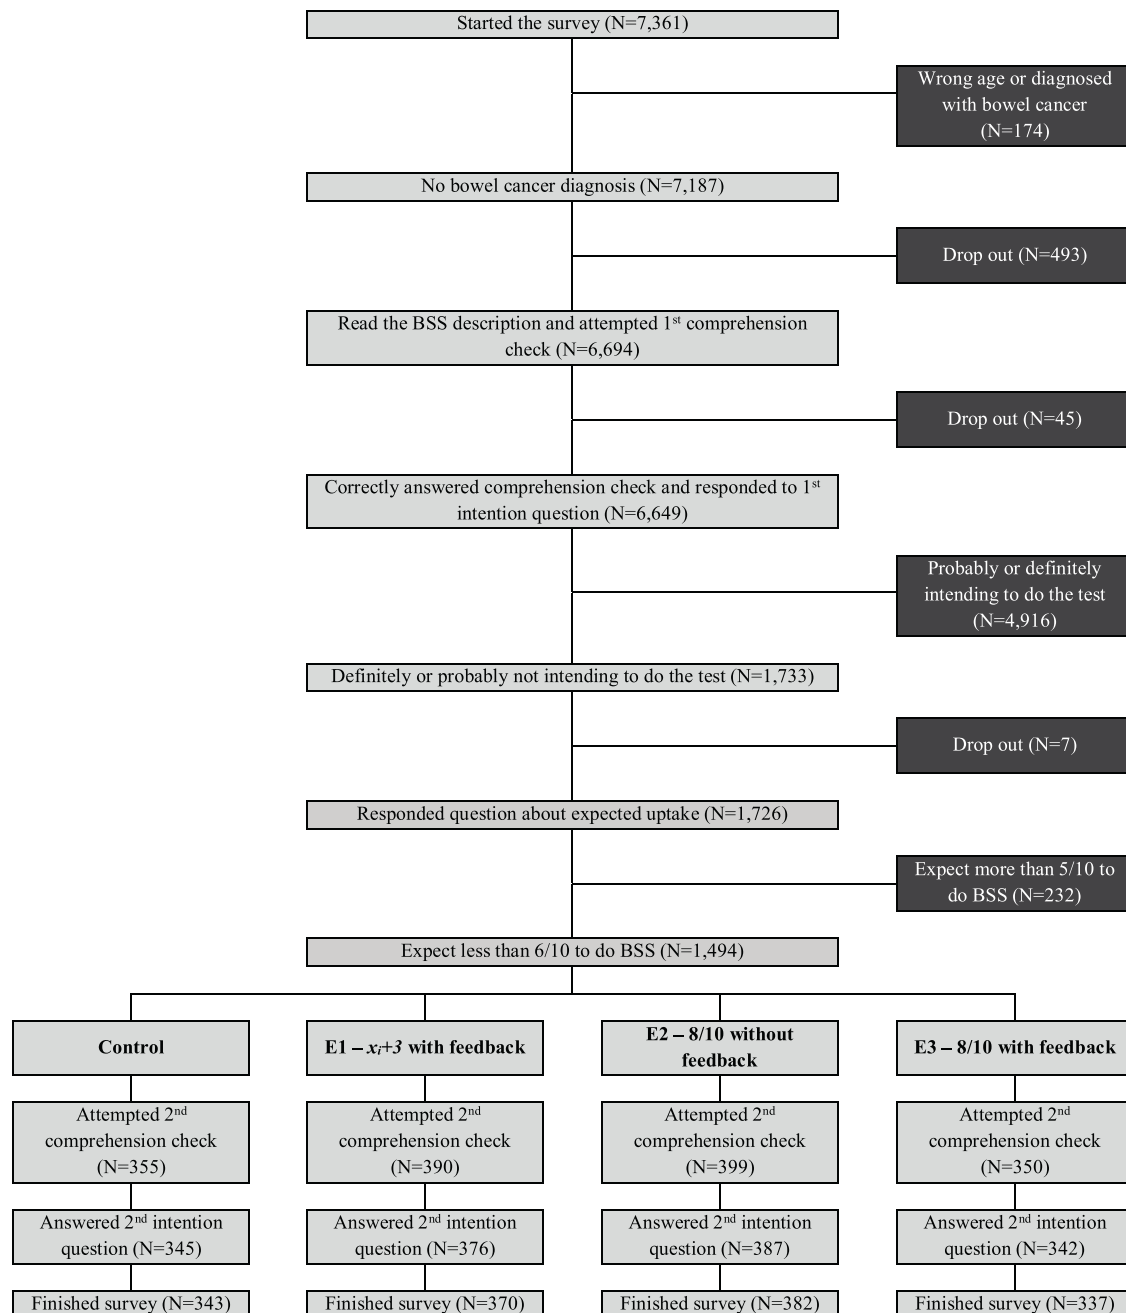 Started the survey (N=7,361)
Wrong age or diagnosed
with bowel cancer
(N=174)
No bowel cancer diagnosis (N=7,187)
Drop out (N=493)
Read the BSS description and attempted 1st comprehension
check (N=6,694)
Drop out (N=45)
Correctly answered comprehension check and responded to 1st
intention question (N=6,649)
Probably or definitely
intending to do the test
(N=4,916)
Definitely or probably not intending to do the test (N=1,733)
Drop out (N=7)
Responded question about expected uptake (N=1,726)
Expect more than 5/10 to
do BSS (N=232)
Expect less than 6/10 to do BSS (N=1,494)
Control
E1 – xᵢ+3 with feedback
E2 – 8/10 without
feedback
E3 – 8/10 with feedback
Attempted 2nd
comprehension check
(N=355)
Attempted 2nd
comprehension check
(N=390)
Attempted 2nd
comprehension check
(N=399)
Attempted 2nd
comprehension check
(N=350)
Answered 2nd intention
question (N=345)
Answered 2nd intention
question (N=376)
Answered 2nd intention
question (N=387)
Answered 2nd intention
question (N=342)
Finished survey (N=343)
Finished survey (N=370)
Finished survey (N=382)
Finished survey (N=337)